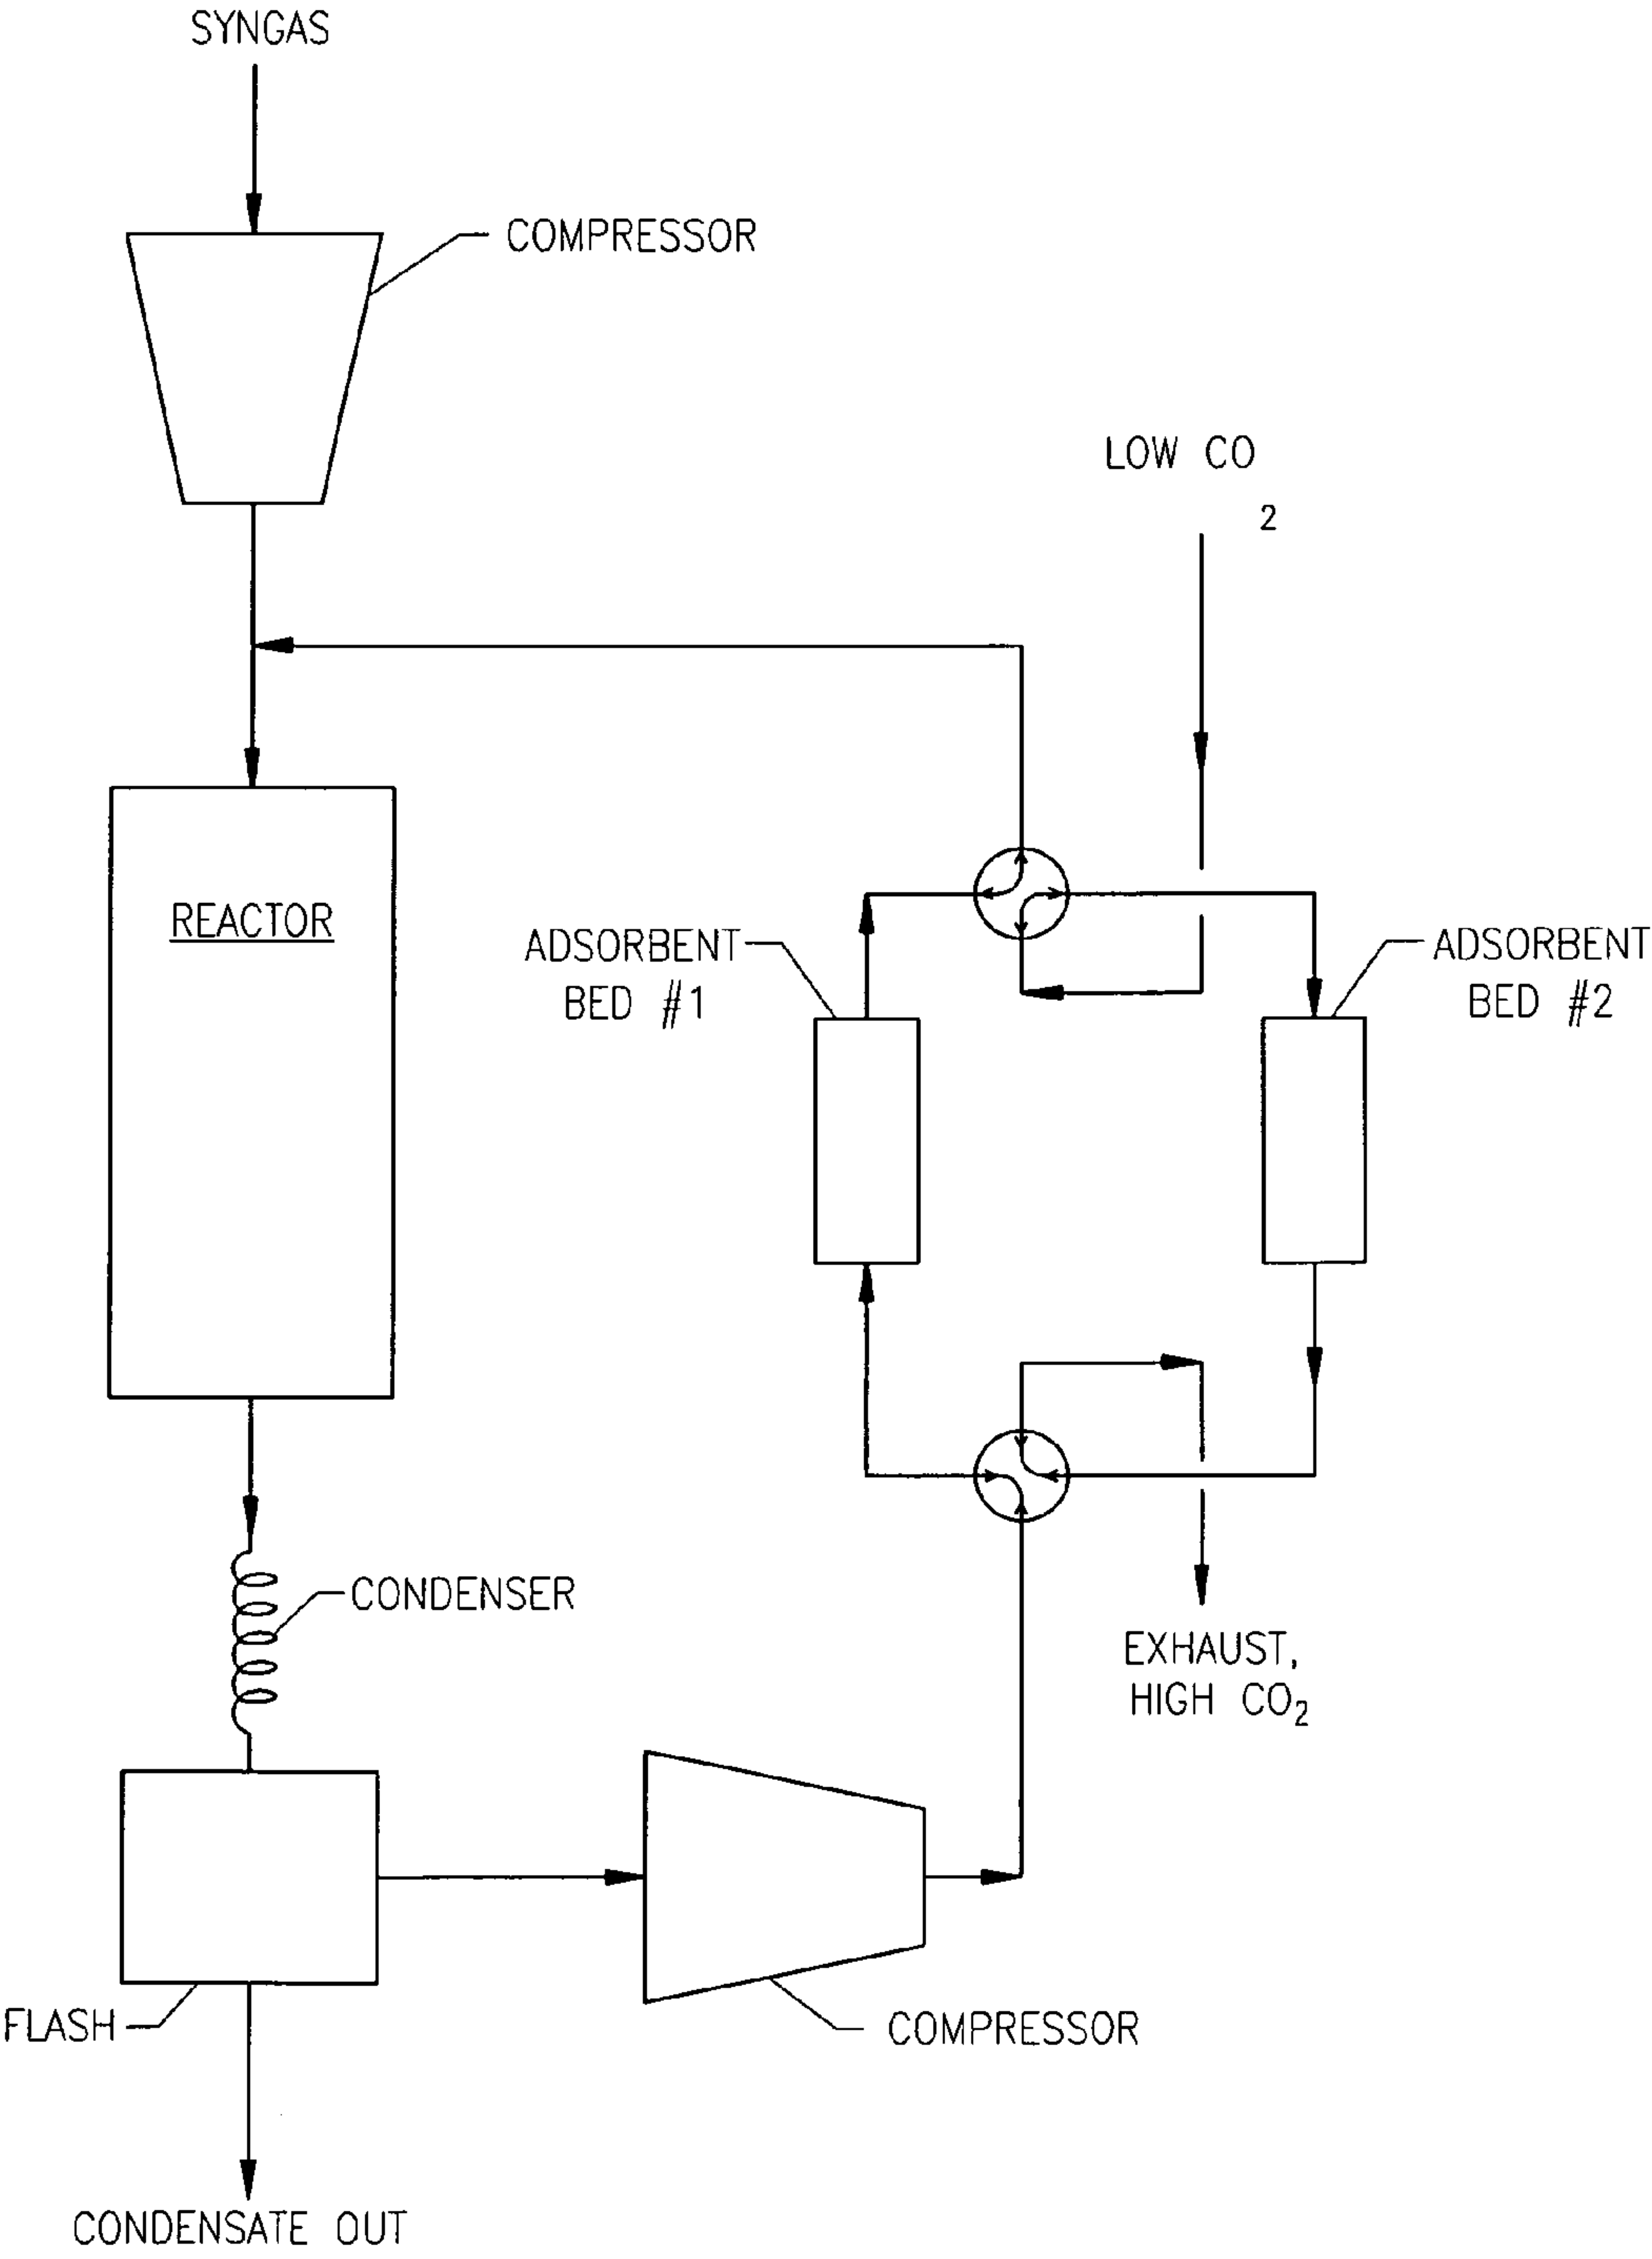 SYNGAS
COMPRESSOR
LOW CO
2
REACTOR
ADSORBENT
BED #1
ADSORBENT
BED #2
CONDENSER
EXHAUST,
HIGH CO₂
FLASH
COMPRESSOR
CONDENSATE OUT